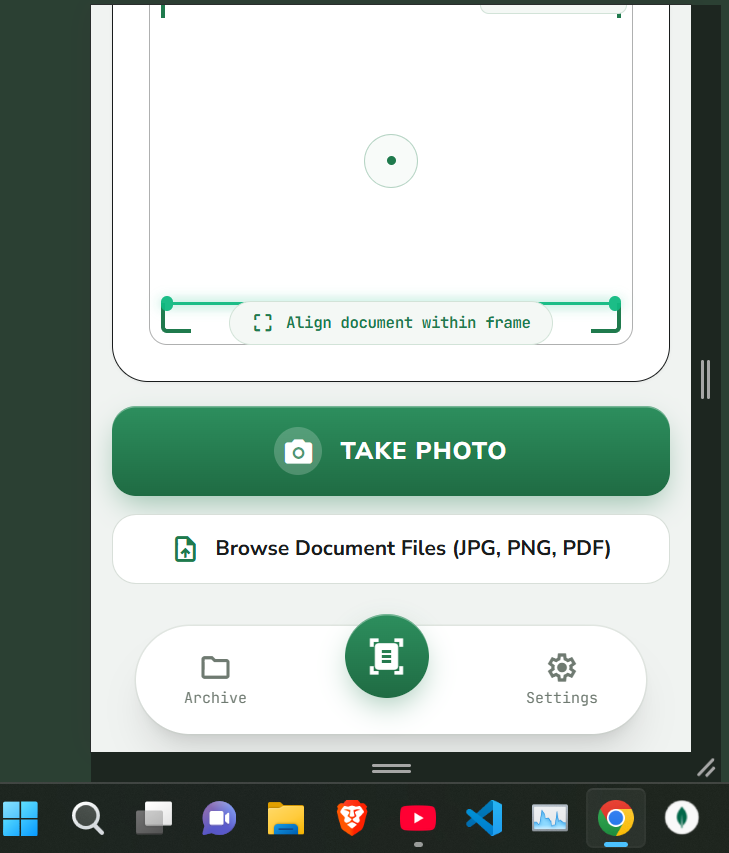 Align document within frame
TAKE PHOTO
Browse Document Files (JPG, PNG, PDF)
Archive
Settings